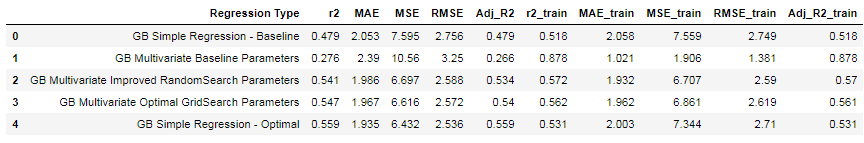 Regression Type r2 MAE MSE RMSE Adj_R2 r2_train MAE_train MSE_train RMSE_train Adj_R2_train
0 GB Simple Regression - Baseline 0.479 2.053 7.595 2.756 0.479 0.518 2.058 7.559 2.749 0.518
1 GB Multivariate Baseline Parameters 0.276 2.39 10.56 3.25 0.266 0.878 1.021 1.906 1.381 0.878
2 GB Multivariate Improved RandomSearch Parameters 0.541 1.986 6.697 2.588 0.534 0.572 1.932 6.707 2.59 0.57
3 GB Multivariate Optimal GridSearch Parameters 0.547 1.967 6.616 2.572 0.54 0.562 1.962 6.861 2.619 0.561
4 GB Simple Regression - Optimal 0.559 1.935 6.432 2.536 0.559 0.531 2.003 7.344 2.71 0.531